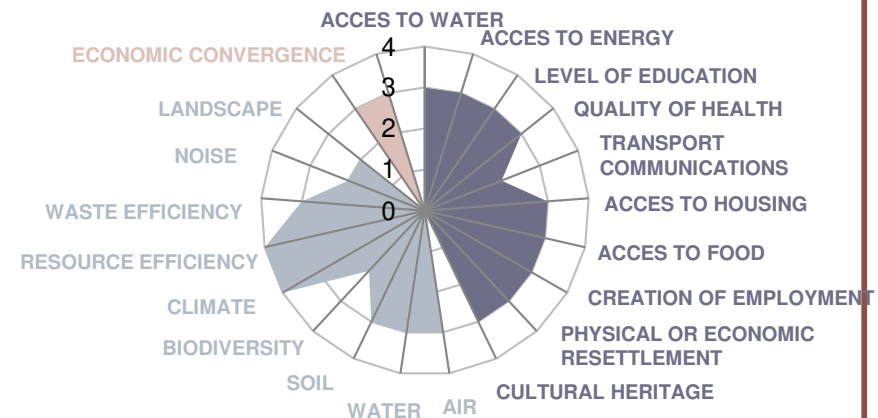 ACCES TO WATER
ACCES TO ENERGY
LEVEL OF EDUCATION
QUALITY OF HEALTH
TRANSPORT
COMMUNICATIONS
ACCES TO HOUSING
ACCES TO FOOD
CREATION OF EMPLOYMENT
PHYSICAL OR ECONOMIC
RESETTLEMENT
CULTURAL HERITAGE
AIR
WATER
SOIL
BIODIVERSITY
CLIMATE
RESOURCE EFFICIENCY
WASTE EFFICIENCY
NOISE
LANDSCAPE
ECONOMIC CONVERGENCE
4
3
2
1
0